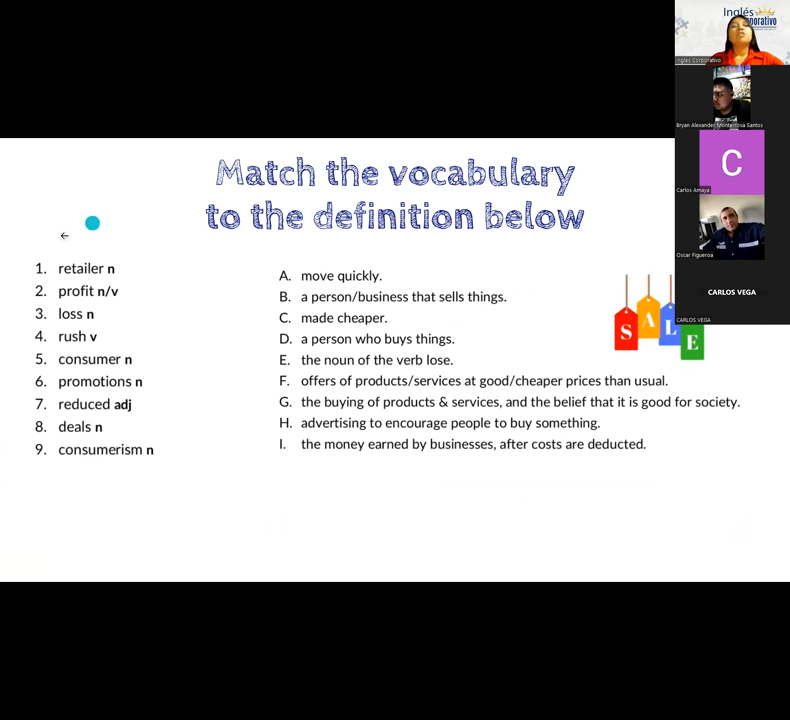 Inglés
porativo
Ingles Corporativo
Bryan Alexander Monterrosa Santos
C
Carlos Amaya
Oscar Figueroa
CARLOS VEGA
CARLOS VEGA
Match the vocabulary
to the definition below
1. retailer n
2. profit n/v
3. loss n
4. rush v
5. consumer n
6. promotions n
7. reduced adj
8. deals n
9. consumerism n
A. move quickly.
B. a person/business that sells things.
C. made cheaper.
D. a person who buys things.
E. the noun of the verb lose.
F. offers of products/services at good/cheaper prices than usual.
G. the buying of products & services, and the belief that it is good for society.
H. advertising to encourage people to buy something.
I. the money earned by businesses, after costs are deducted.
SALE